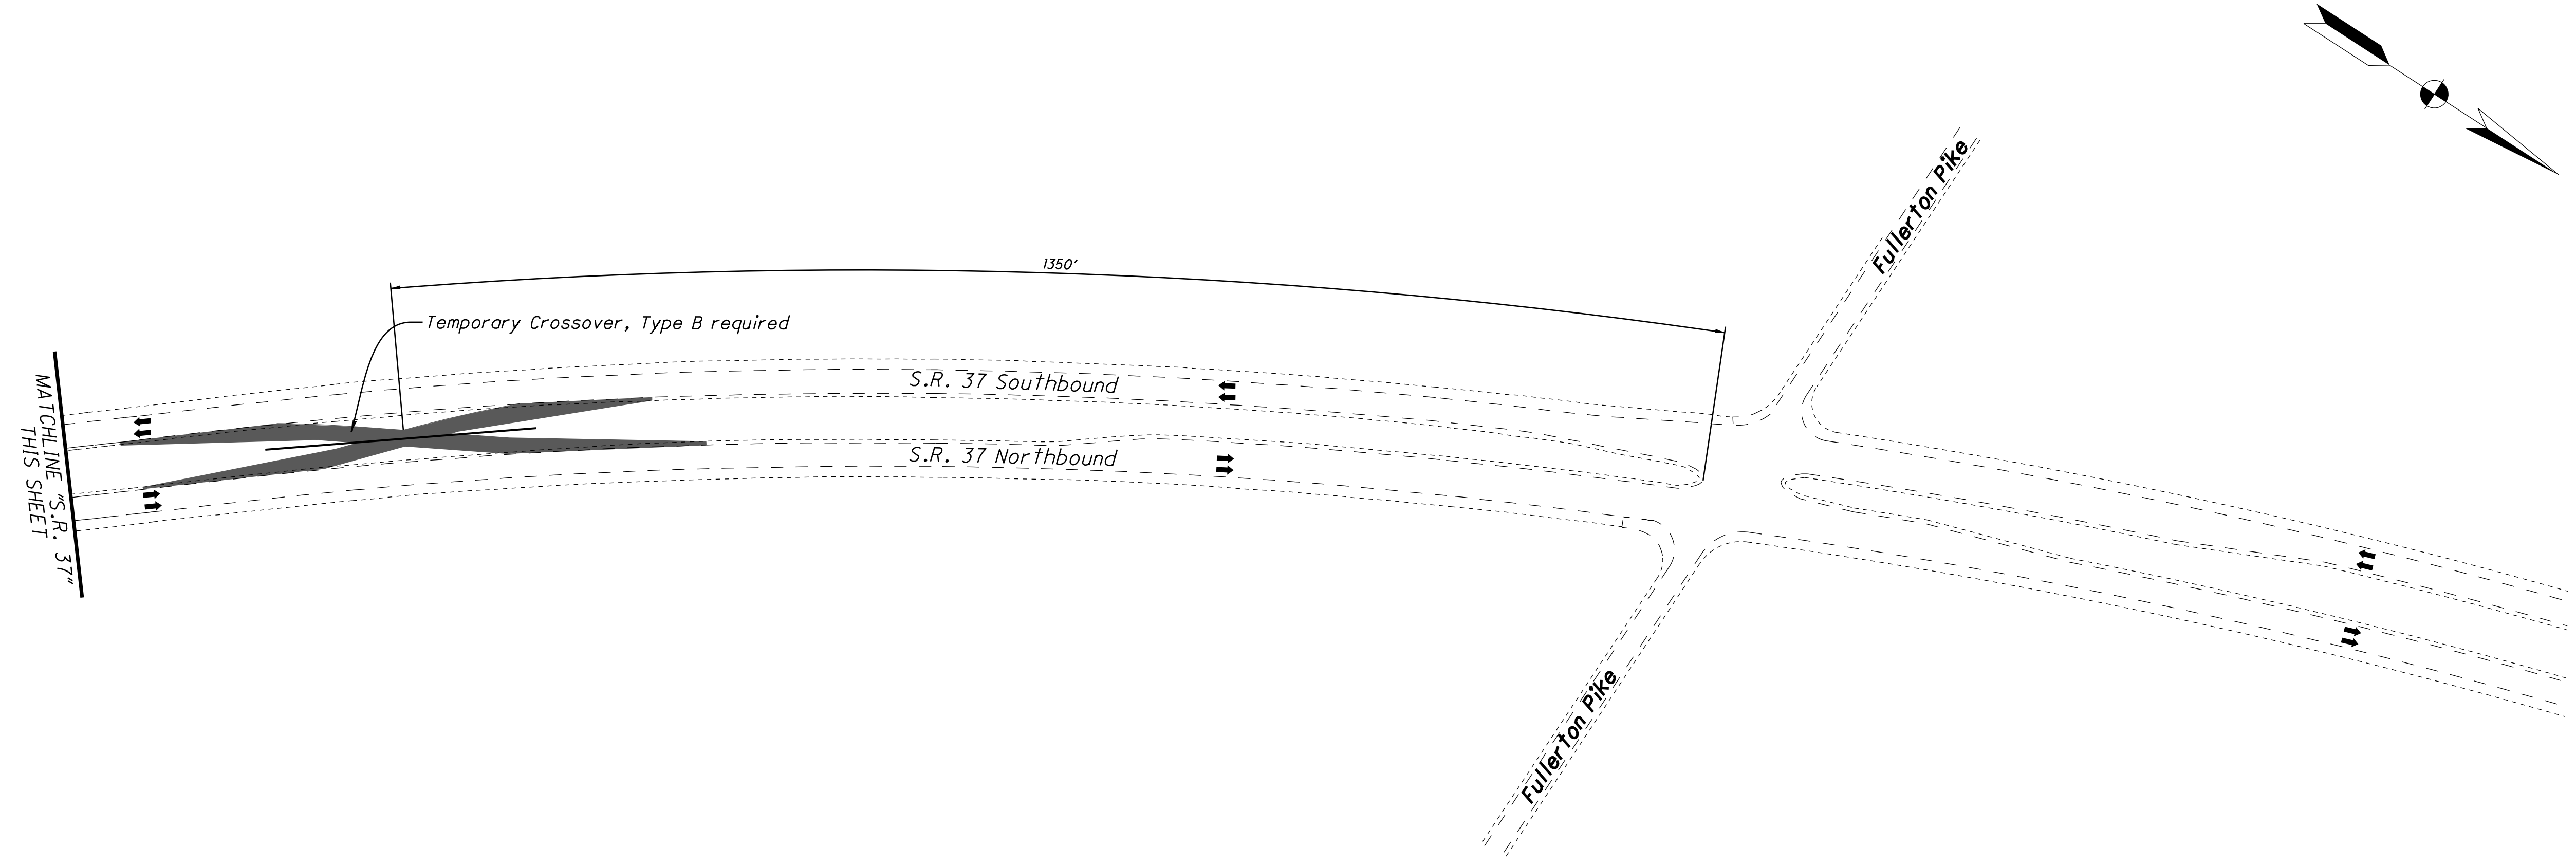 Fullerton Pike
1350'
Temporary Crossover, Type B required
S.R. 37 Southbound
S.R. 37 Northbound
MATCHLINE "S.R. 37"
THIS SHEET
Fullerton Pike